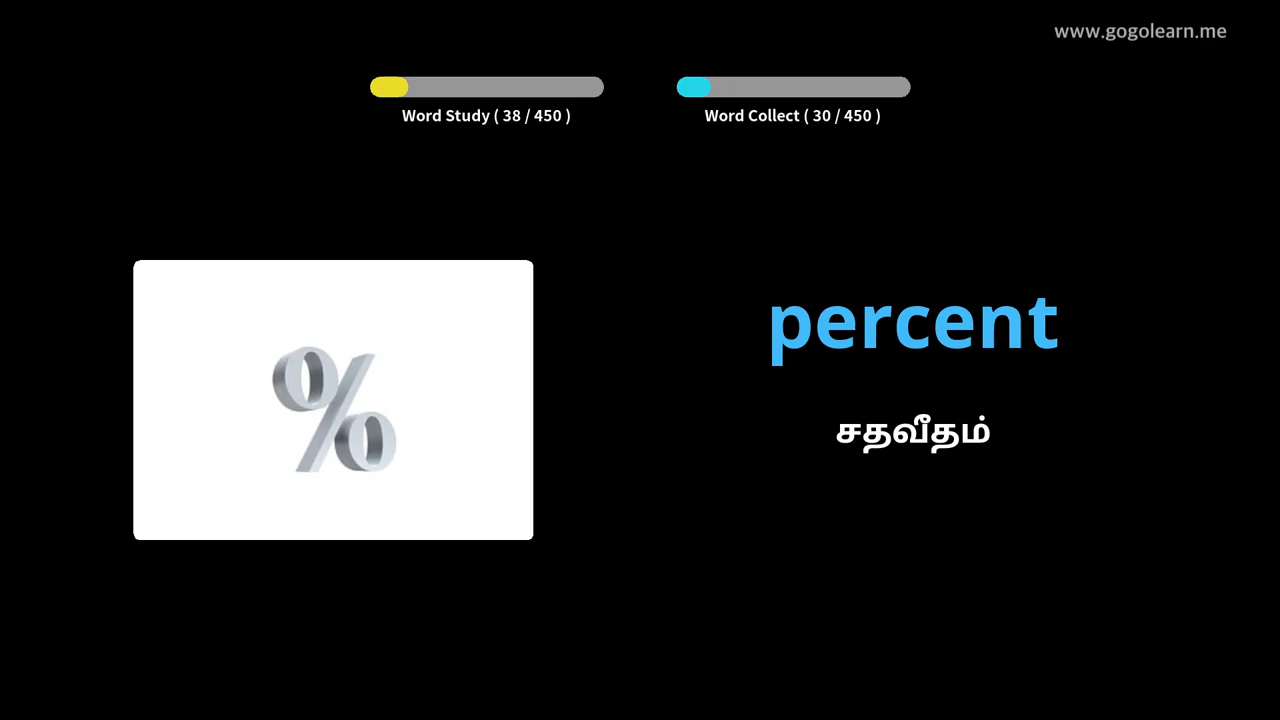 www.gogolearn.me
Word Study ( 38 / 450 )
Word Collect ( 30 / 450 )
%
percent
சதவீதம்